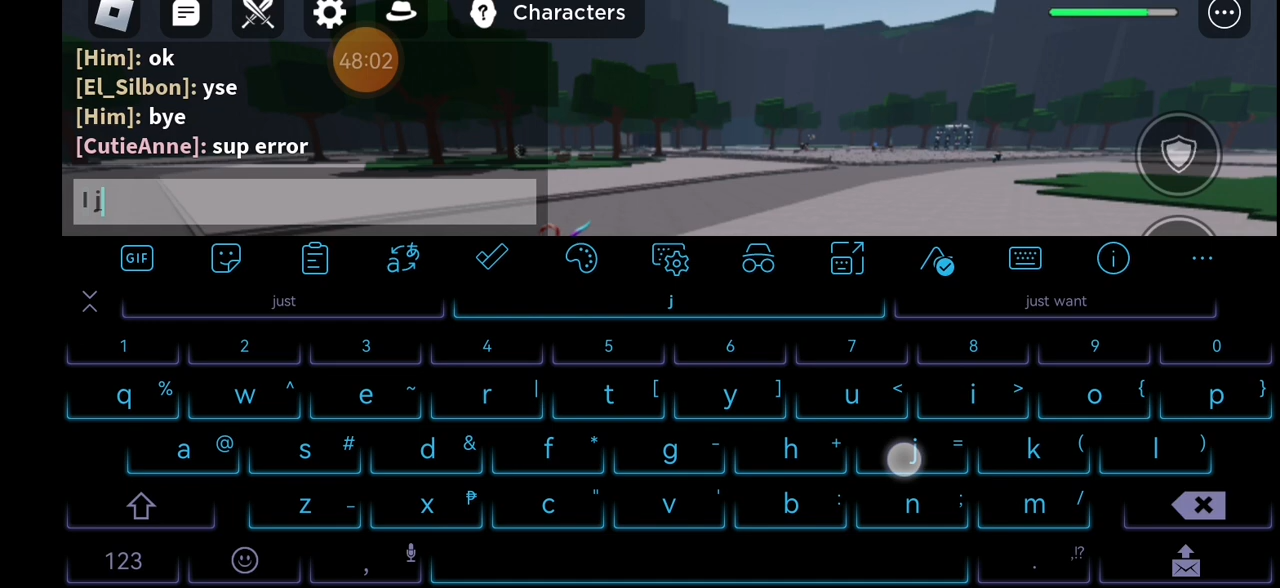 Characters
[Him]: ok
48:02
[El_Silbon]: yse
[Him]: bye
[CutieAnne]: sup error
I j
GIF
just j just want
1 2 3 4 5 6 7 8 9 0
q % w ^ e ~ r | t [ y ] u < i > o { p }
a @ s # d & f * g - h + j = k ( l )
z _ x ₱ c " v ' b : n ; m /
123 , . ,!?